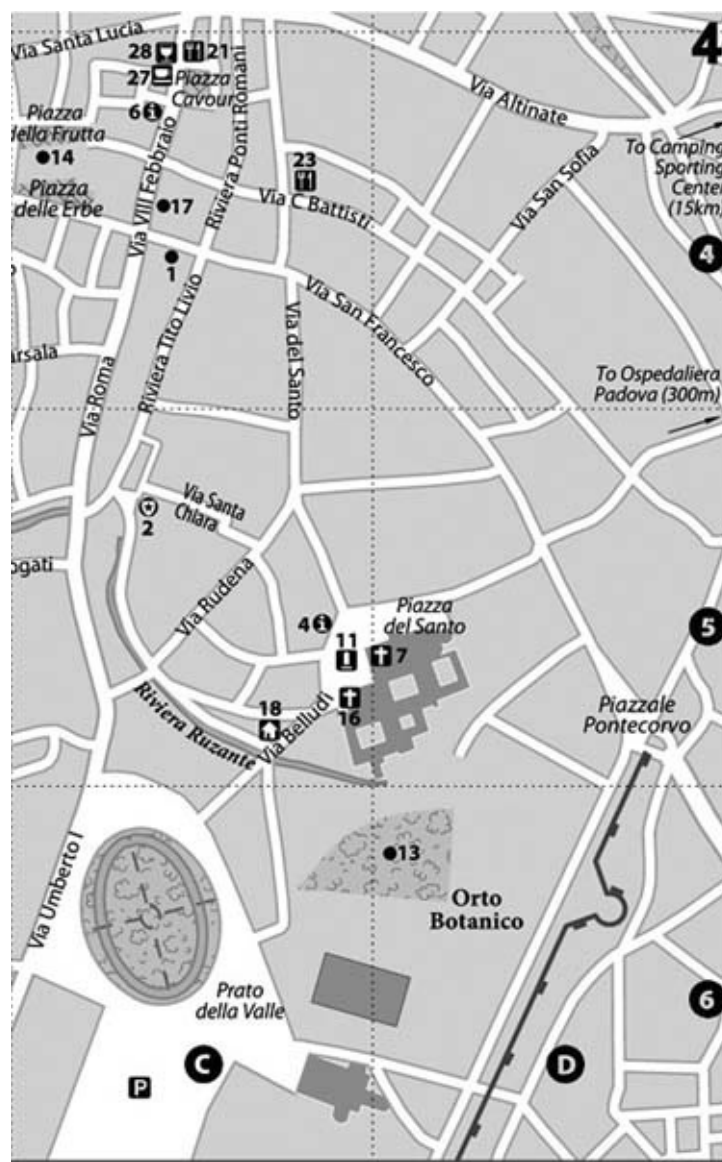 4
Via Santa Lucia
28
21
27
Piazza
Cavour
6
Via Altinate
Piazza
della Frutta
14
Piazza
delle Erbe
Via VIII Febbraio
Riviera Ponti Romani
23
Via C Battisti
Via San Sofia
To Camping
Sporting
Center
(15km)
4
17
1
Via San Francesco
Riviera Tito Livio
Via del Santo
Via Roma
arsala
To Ospedaliera
Padova (300m)
Via Santa
Chiara
2
ogati
Via Rudena
4
Piazza
del Santo
11
7
5
16
18
Via Belludi
Riviera Ruzante
Piazzale
Pontecorvo
Via Umberto I
13
Orto
Botanico
Prato
della Valle
6
C
D
P